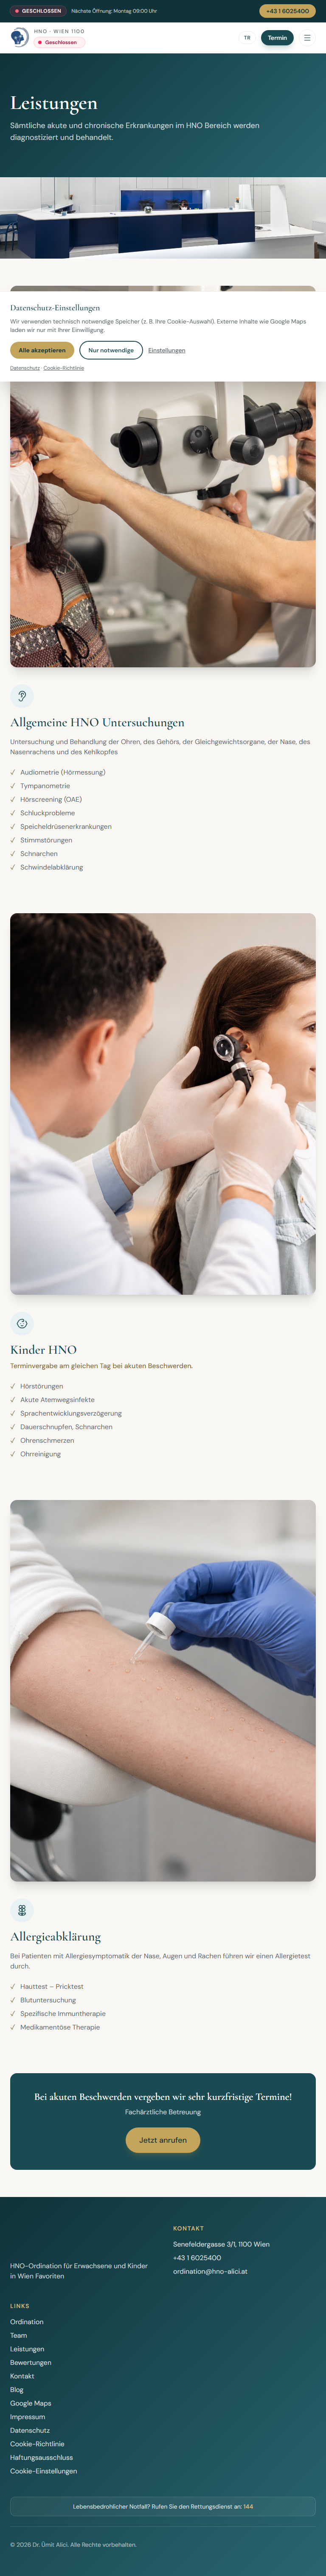 GESCHLOSSEN
Nächste Öffnung: Montag 09:00 Uhr
+43 1 6025400
HNO · WIEN 1100
Geschlossen
TR
Termin
Leistungen
Sämtliche akute und chronische Erkrankungen im HNO Bereich werden
diagnostiziert und behandelt.
Datenschutz-Einstellungen
Wir verwenden technisch notwendige Speicher (z. B. Ihre Cookie-Auswahl). Externe Inhalte wie Google Maps
laden wir nur mit Ihrer Einwilligung.
Alle akzeptieren
Nur notwendige
Einstellungen
Datenschutz · Cookie-Richtlinie
Allgemeine HNO Untersuchungen
Untersuchung und Behandlung der Ohren, des Gehörs, der Gleichgewichtsorgane, der Nase, des
Nasenrachens und des Kehlkopfes
✓ Audiometrie (Hörmessung)
✓ Tympanometrie
✓ Hörscreening (OAE)
✓ Schluckprobleme
✓ Speicheldrüsenerkrankungen
✓ Stimmstörungen
✓ Schnarchen
✓ Schwindelabklärung
Kinder HNO
Terminvergabe am gleichen Tag bei akuten Beschwerden.
✓ Hörstörungen
✓ Akute Atemwegsinfekte
✓ Sprachentwicklungsverzögerung
✓ Dauerschnupfen, Schnarchen
✓ Ohrenschmerzen
✓ Ohrreinigung
Allergieabklärung
Bei Patienten mit Allergiesymptomatik der Nase, Augen und Rachen führen wir einen Allergietest
durch.
✓ Hauttest – Pricktest
✓ Blutuntersuchung
✓ Spezifische Immuntherapie
✓ Medikamentöse Therapie
Bei akuten Beschwerden vergeben wir sehr kurzfristige Termine!
Fachärztliche Betreuung
Jetzt anrufen
HNO-Ordination für Erwachsene und Kinder
in Wien Favoriten
KONTAKT
Senefeldergasse 3/1, 1100 Wien
+43 1 6025400
ordination@hno-alici.at
LINKS
Ordination
Team
Leistungen
Bewertungen
Kontakt
Blog
Google Maps
Impressum
Datenschutz
Cookie-Richtlinie
Haftungsausschluss
Cookie-Einstellungen
Lebensbedrohlicher Notfall? Rufen Sie den Rettungsdienst an: 144
© 2026 Dr. Ümit Alici. Alle Rechte vorbehalten.